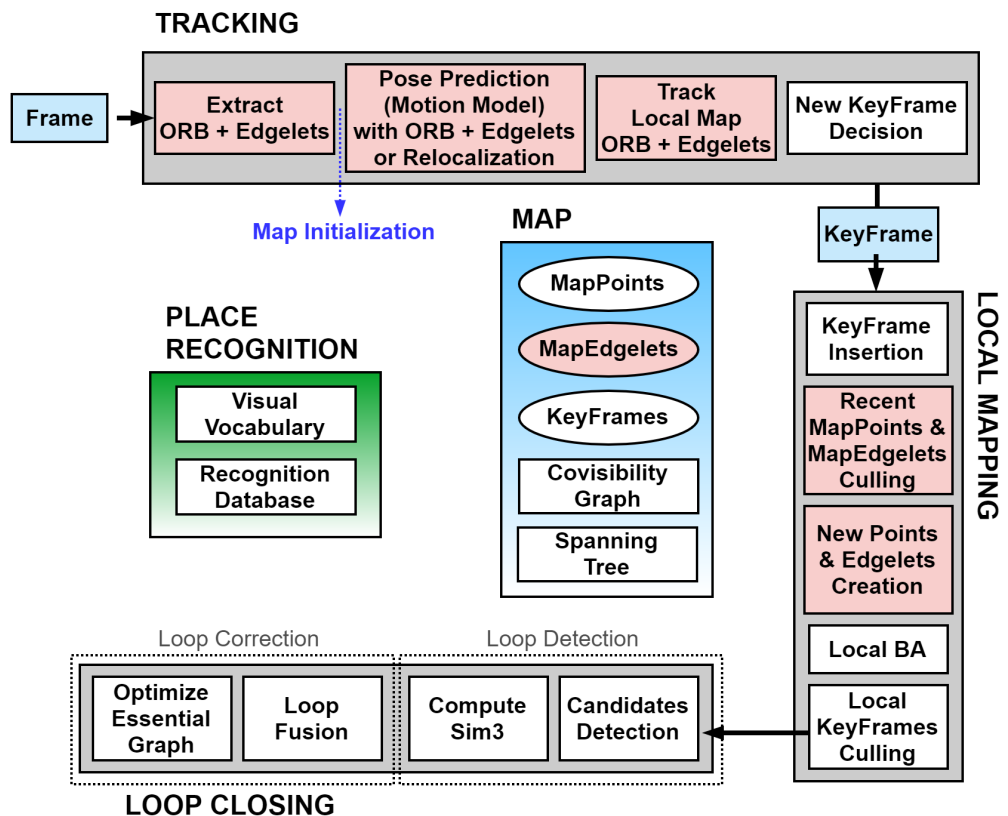 TRACKING
Frame
Extract
ORB + Edgelets
Pose Prediction
(Motion Model)
with ORB + Edgelets
or Relocalization
Track
Local Map
ORB + Edgelets
New KeyFrame
Decision
Map Initialization
KeyFrame
MAP
MapPoints
MapEdgelets
KeyFrames
Covisibility
Graph
Spanning
Tree
PLACE
RECOGNITION
Visual
Vocabulary
Recognition
Database
LOCAL MAPPING
KeyFrame
Insertion
Recent
MapPoints &
MapEdgelets
Culling
New Points
& Edgelets
Creation
Local BA
Local
KeyFrames
Culling
Loop Correction
Loop Detection
Optimize
Essential
Graph
Loop
Fusion
Compute
Sim3
Candidates
Detection
LOOP CLOSING